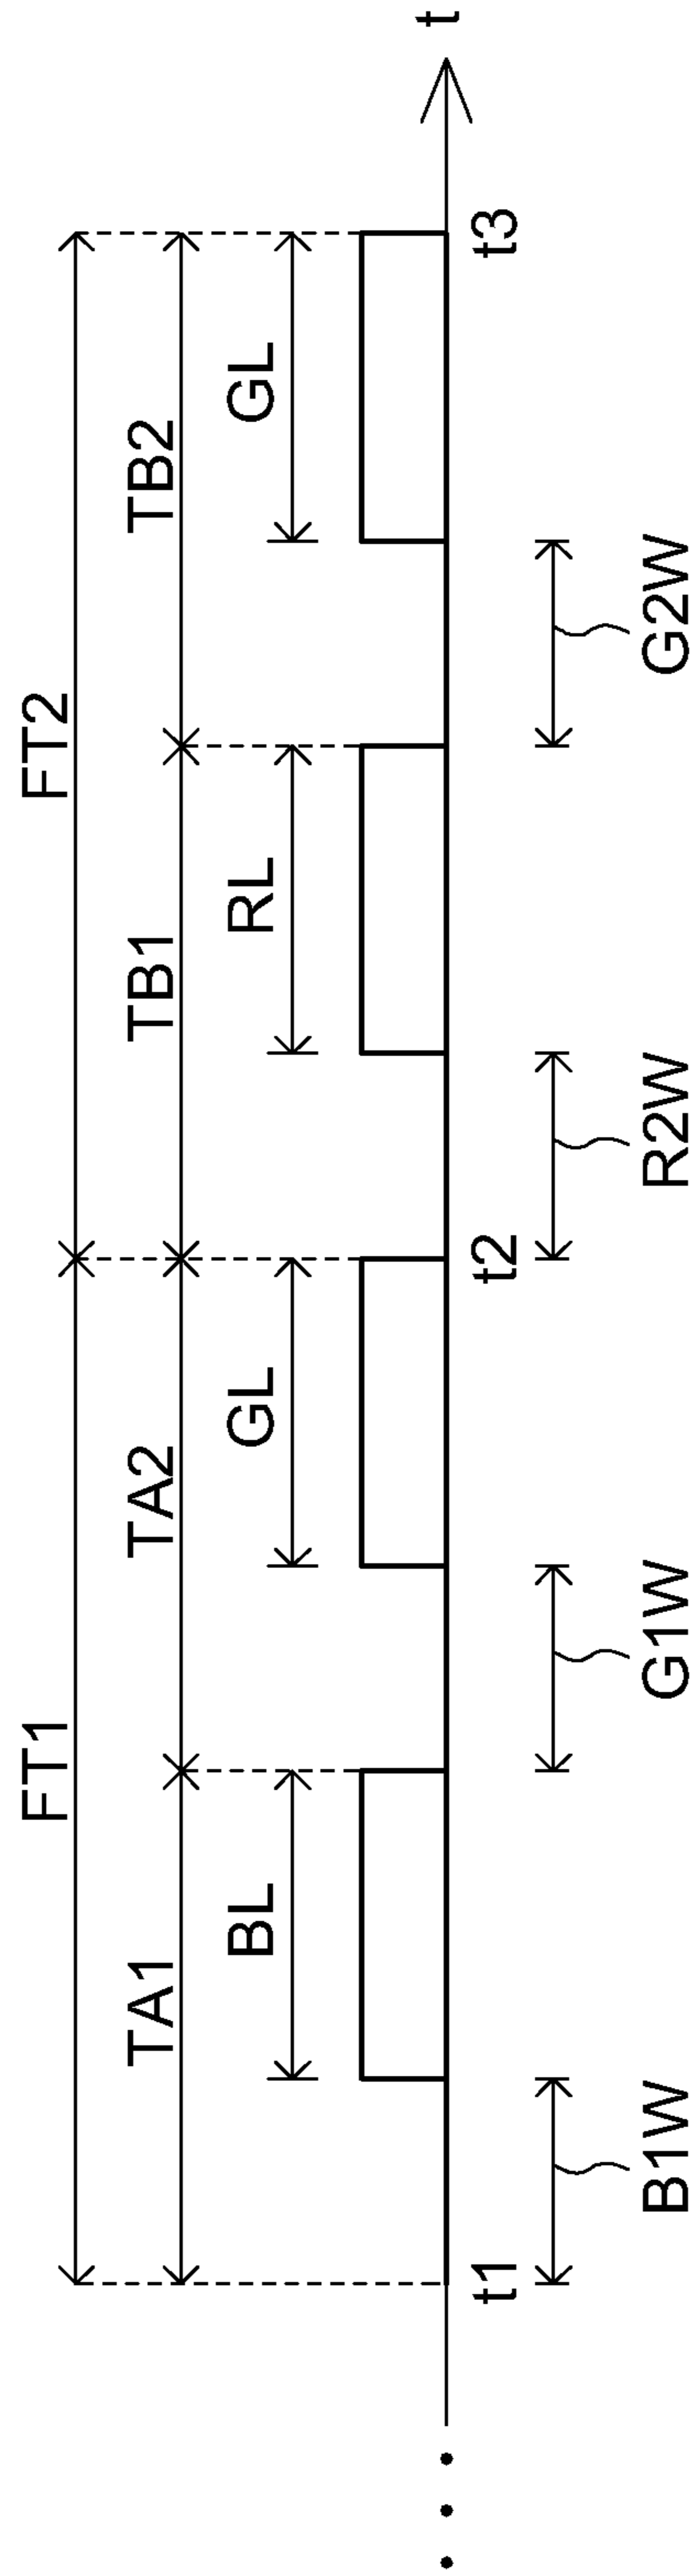 FT1 FT2
TA1 TA2 TB1 TB2
BL GL RL GL
t
t1 t2 t3
B1W G1W R2W G2W